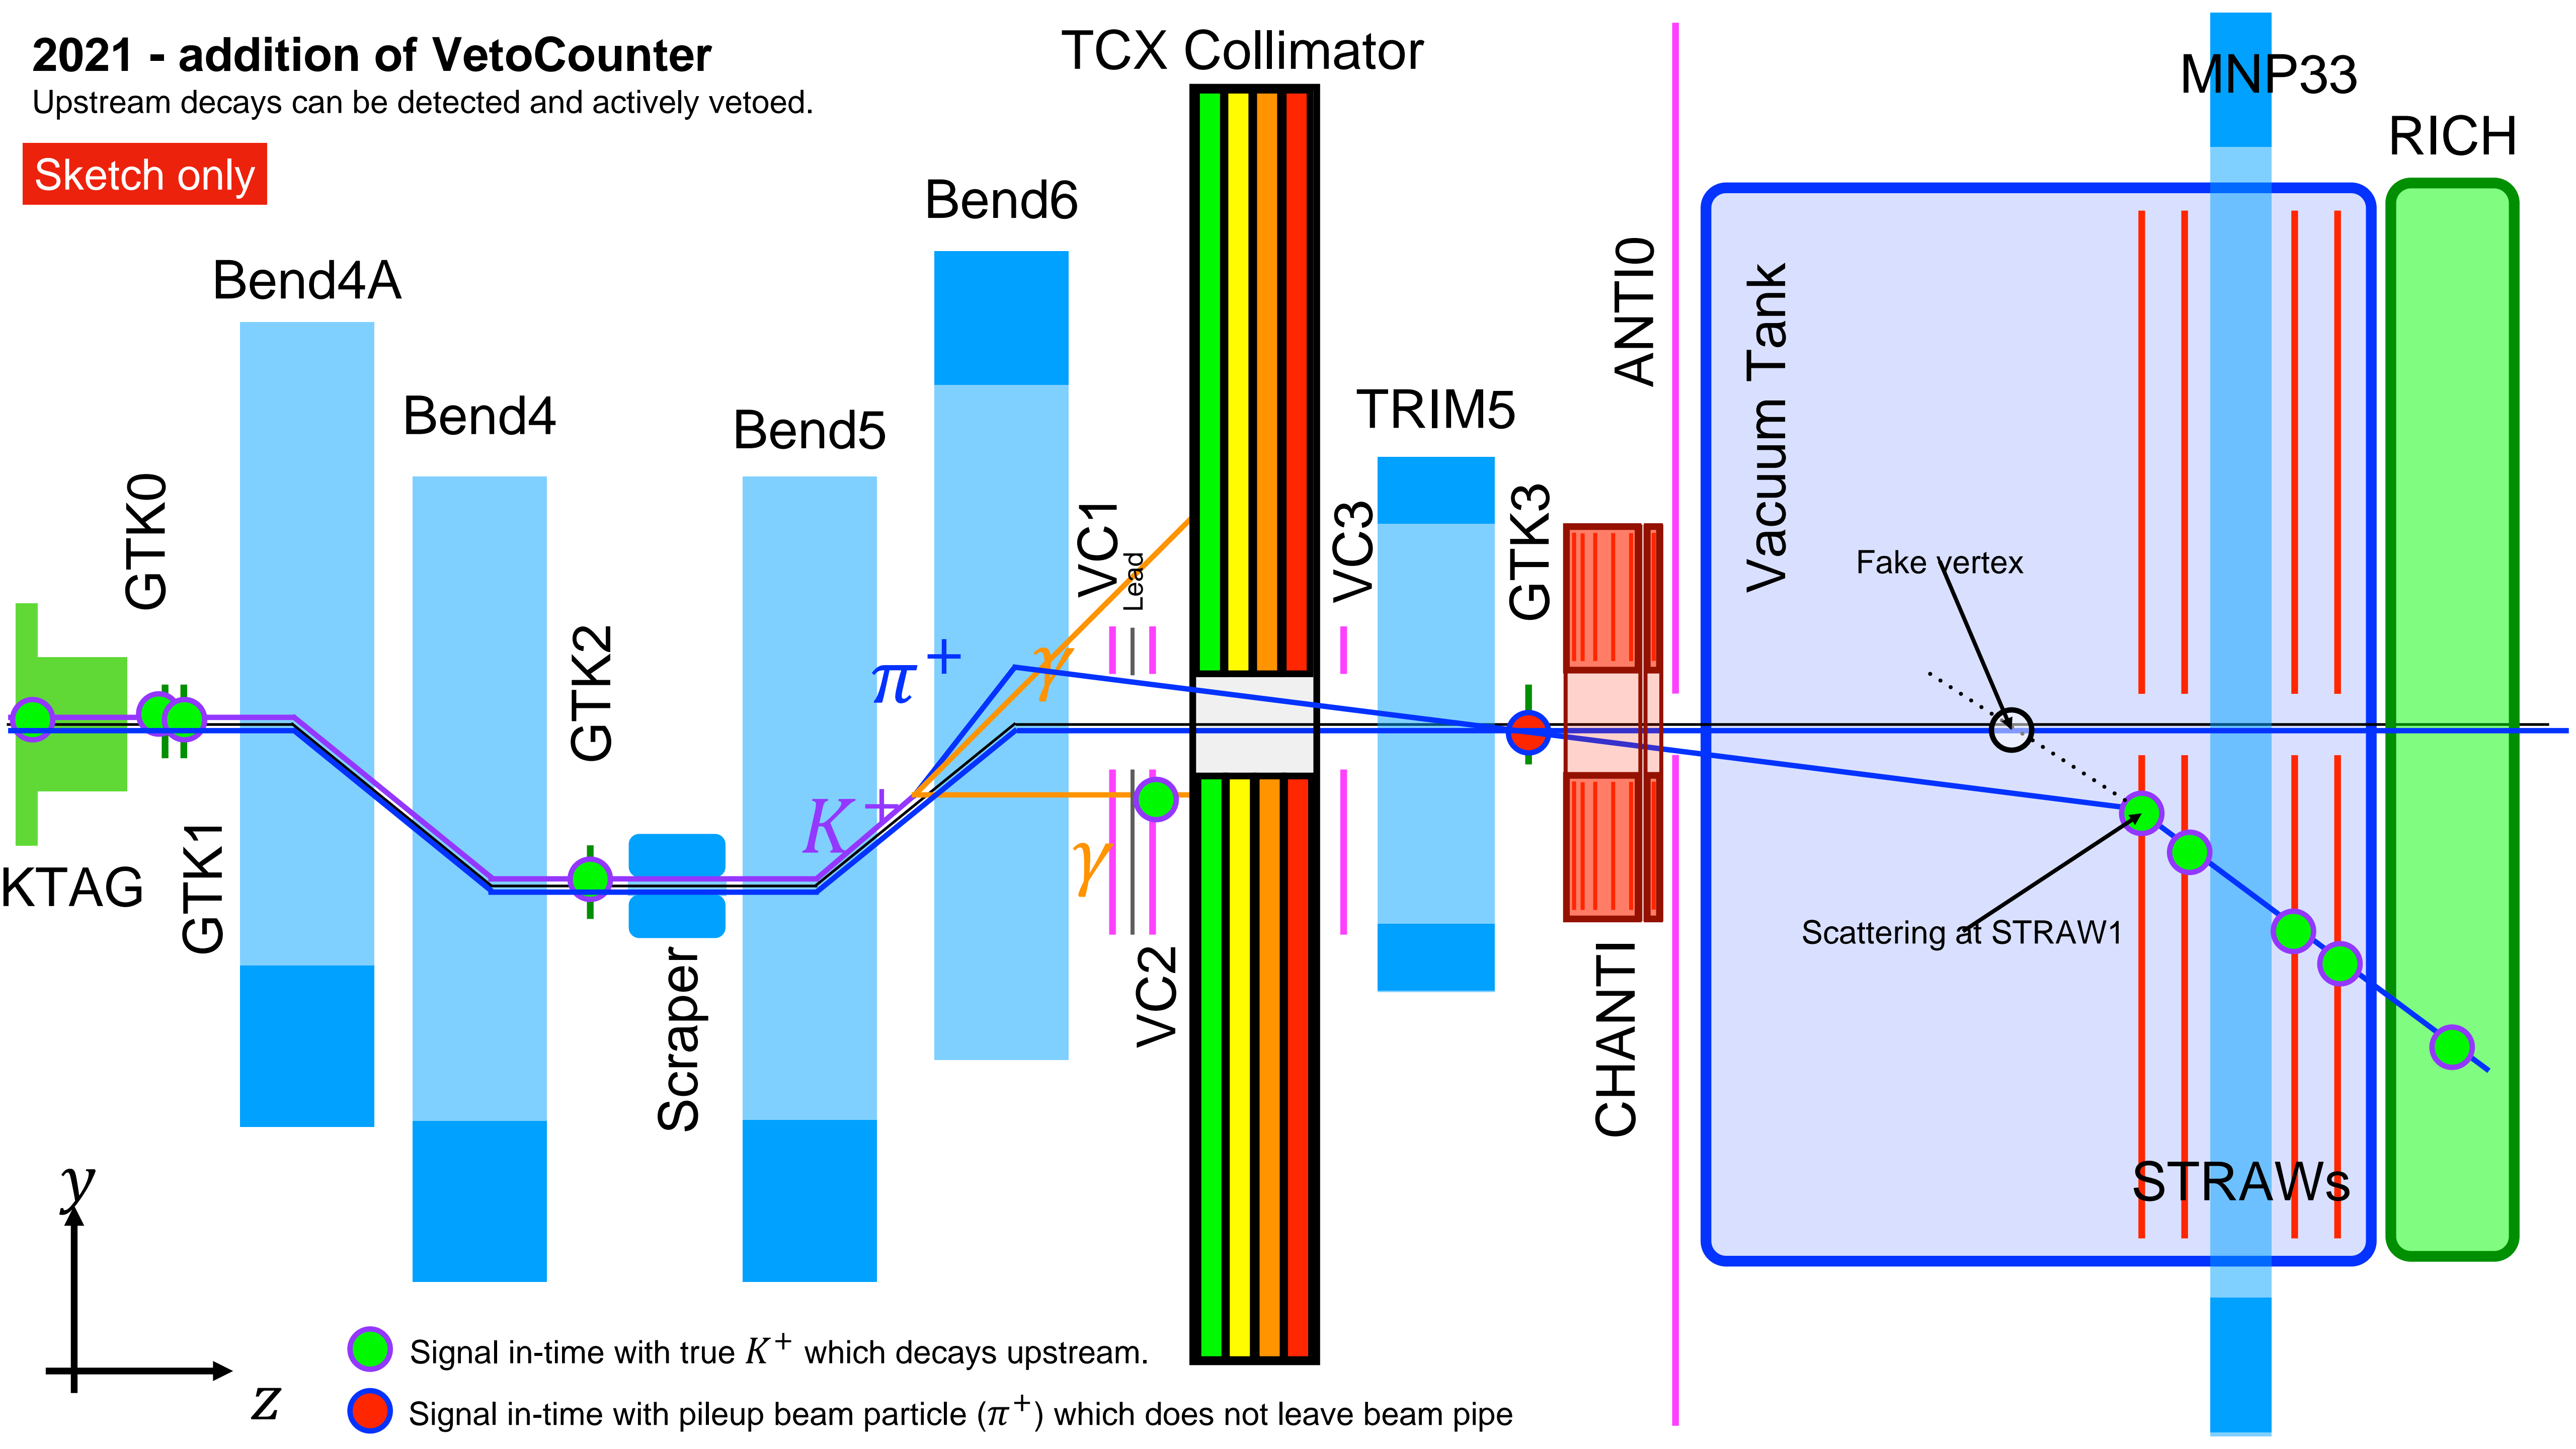 2021 - addition of VetoCounter
Upstream decays can be detected and actively vetoed.
Sketch only
TCX Collimator
MNP33
RICH
Bend6
Bend4A
Bend4
Bend5
TRIM5
ANTI0
Vacuum Tank
GTK0
GTK1
GTK2
VC1
Lead
VC3
GTK3
Fake vertex
π⁺
γ
K⁺
γ
KTAG
Scraper
VC2
CHANTI
Scattering at STRAW1
STRAWs
y
z
Signal in-time with true K⁺ which decays upstream.
Signal in-time with pileup beam particle (π⁺) which does not leave beam pipe